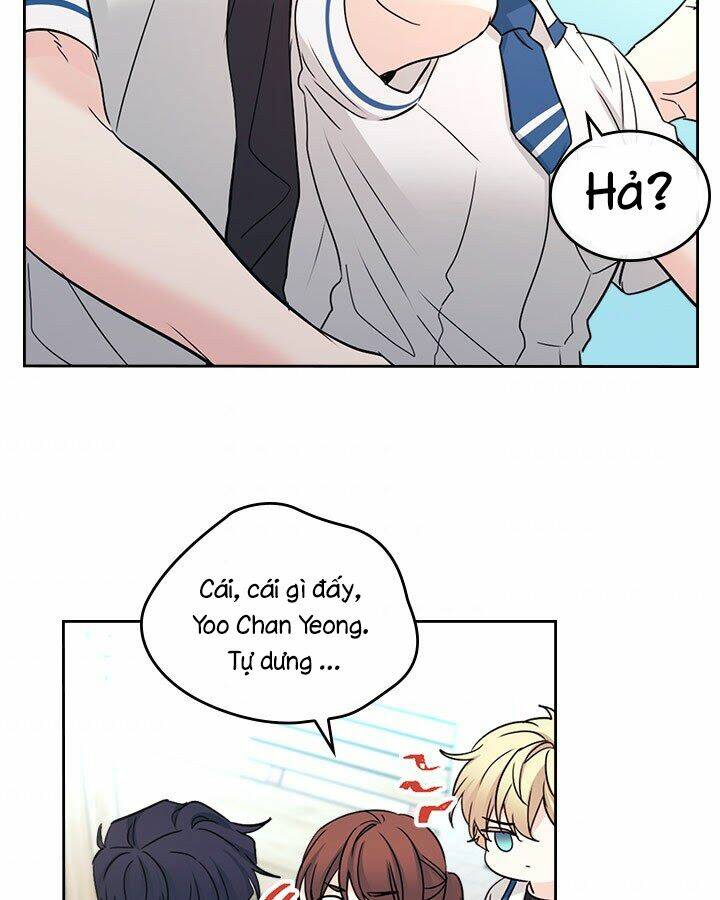 Hả?
Cái, cái gì đấy,
Yoo Chan Yeong.
Tự dưng ...